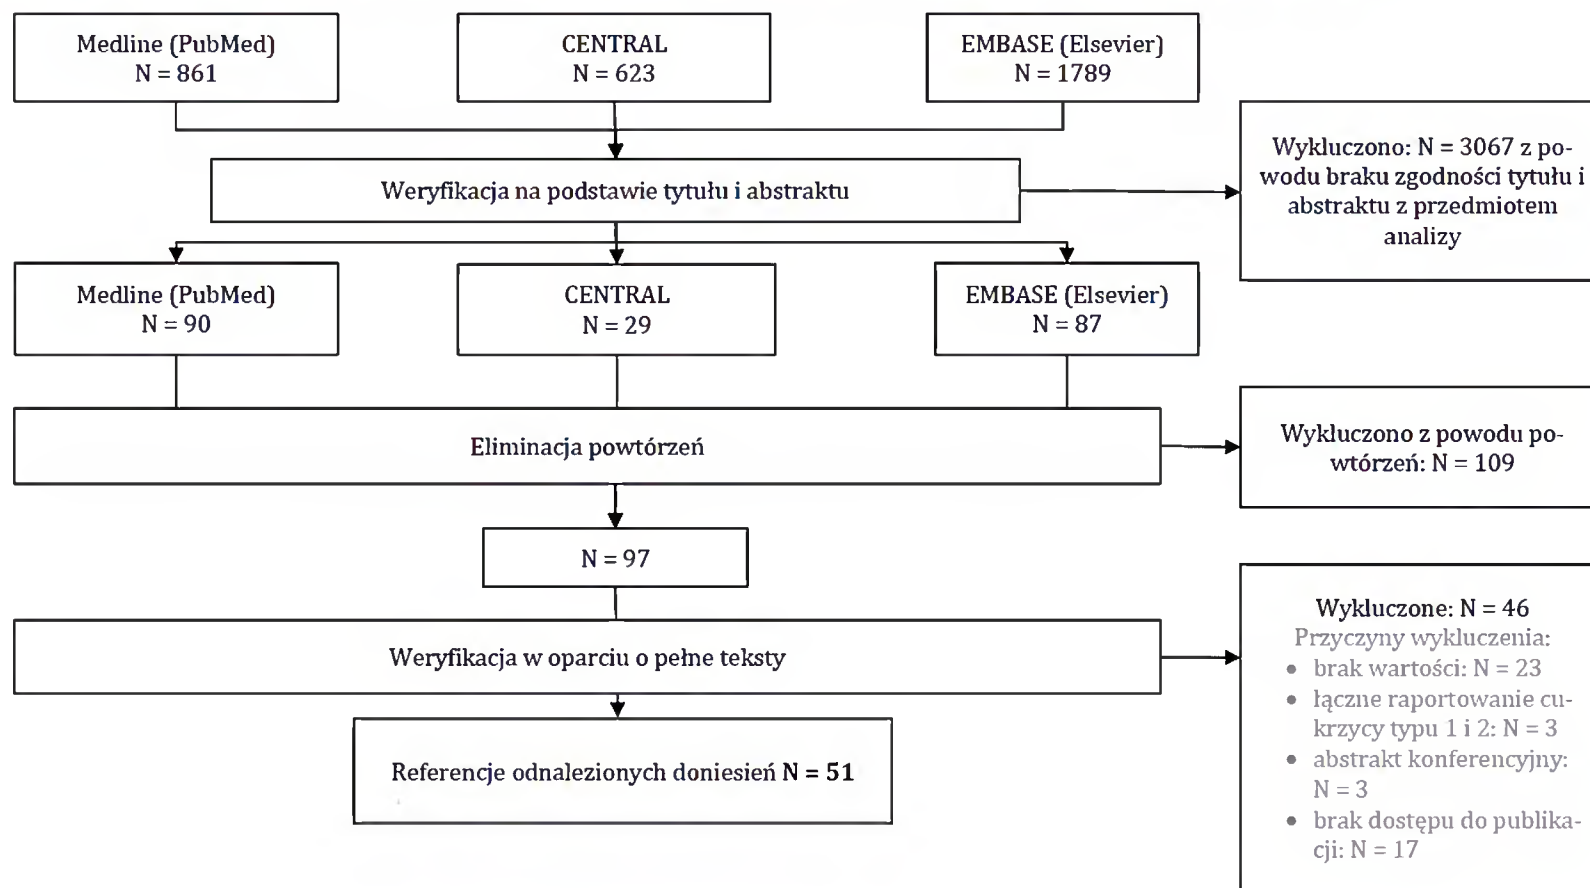 Medline (PubMed)
N = 861
CENTRAL
N = 623
EMBASE (Elsevier)
N = 1789
Weryfikacja na podstawie tytułu i abstraktu
Wykluczono: N = 3067 z po-
wodu braku zgodności tytułu i
abstraktu z przedmiotem
analizy
Medline (PubMed)
N = 90
CENTRAL
N = 29
EMBASE (Elsevier)
N = 87
Eliminacja powtórzeń
Wykluczono z powodu po-
wtórzeń: N = 109
N = 97
Weryfikacja w oparciu o pełne teksty
Wykluczone: N = 46
Przyczyny wykluczenia:
• brak wartości: N = 23
• łączne raportowanie cu-
krzycy typu 1 i 2: N = 3
• abstrakt konferencyjny:
N = 3
• brak dostępu do publika-
cji: N = 17
Referencje odnalezionych doniesień N = 51